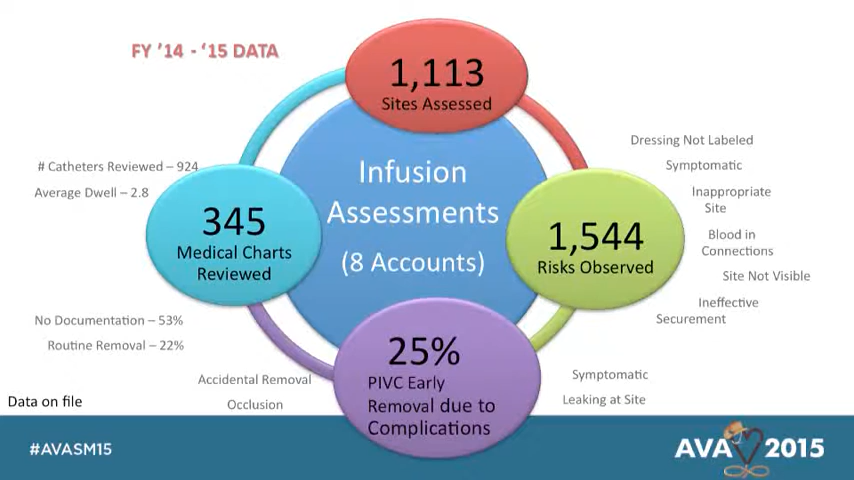 FY '14 - '15 DATA
1,113
Sites Assessed
Infusion
Assessments
(8 Accounts)
# Catheters Reviewed – 924
Average Dwell – 2.8
345
Medical Charts
Reviewed
Dressing Not Labeled
Symptomatic
Inappropriate
Site
Blood in
Connections
Site Not Visible
Ineffective
Securement
1,544
Risks Observed
No Documentation – 53%
Routine Removal – 22%
Accidental Removal
Occlusion
25%
PIVC Early
Removal due to
Complications
Symptomatic
Leaking at Site
Data on file
#AVASM15
AVA 2015